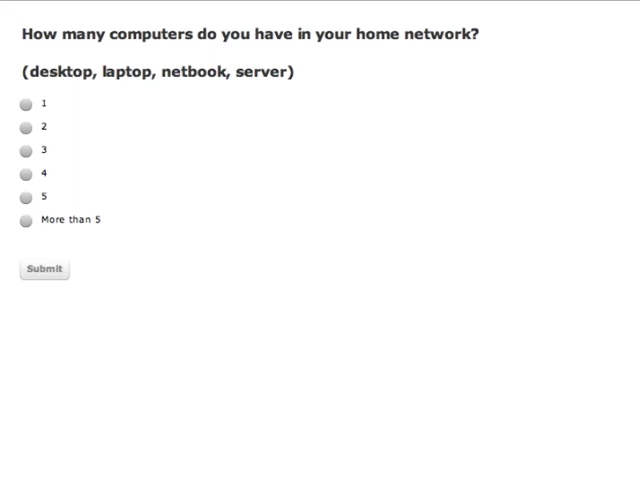 How many computers do you have in your home network?
(desktop, laptop, netbook, server)
1
2
3
4
5
More than 5
Submit